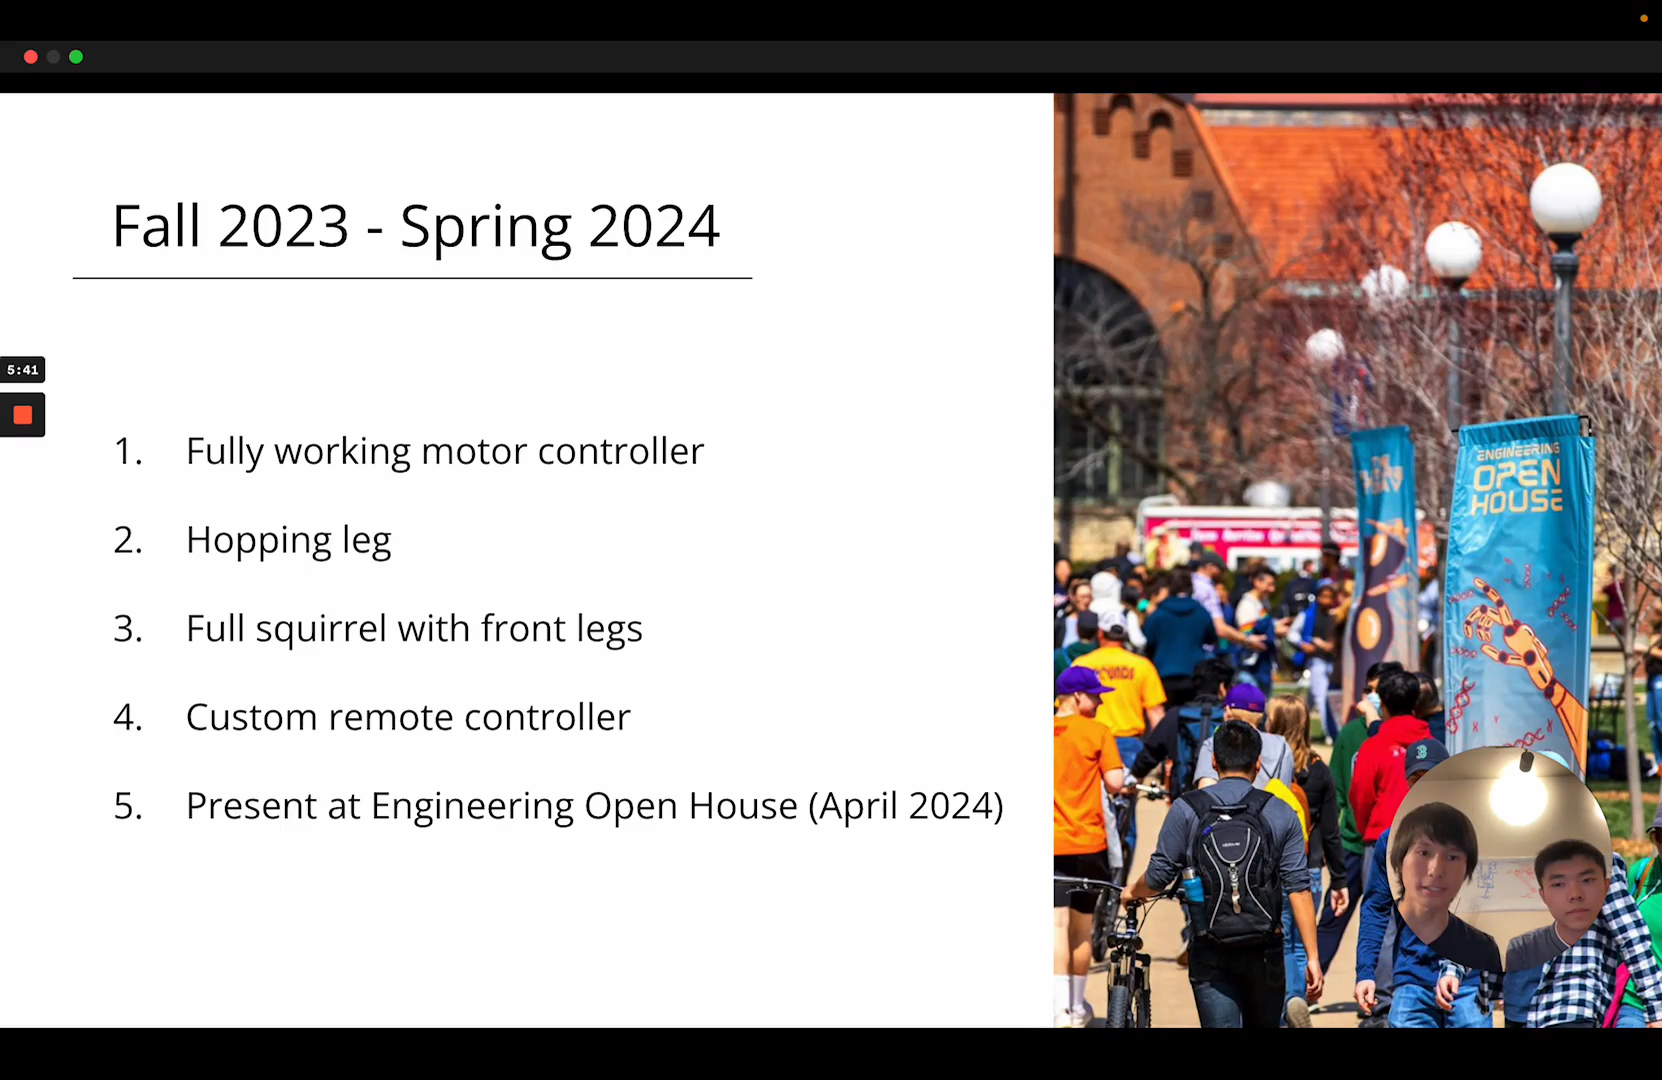 Fall 2023 - Spring 2024
5:41
1. Fully working motor controller
2. Hopping leg
3. Full squirrel with front legs
4. Custom remote controller
5. Present at Engineering Open House (April 2024)
ENGINEERING
OPEN
HOUSE
B